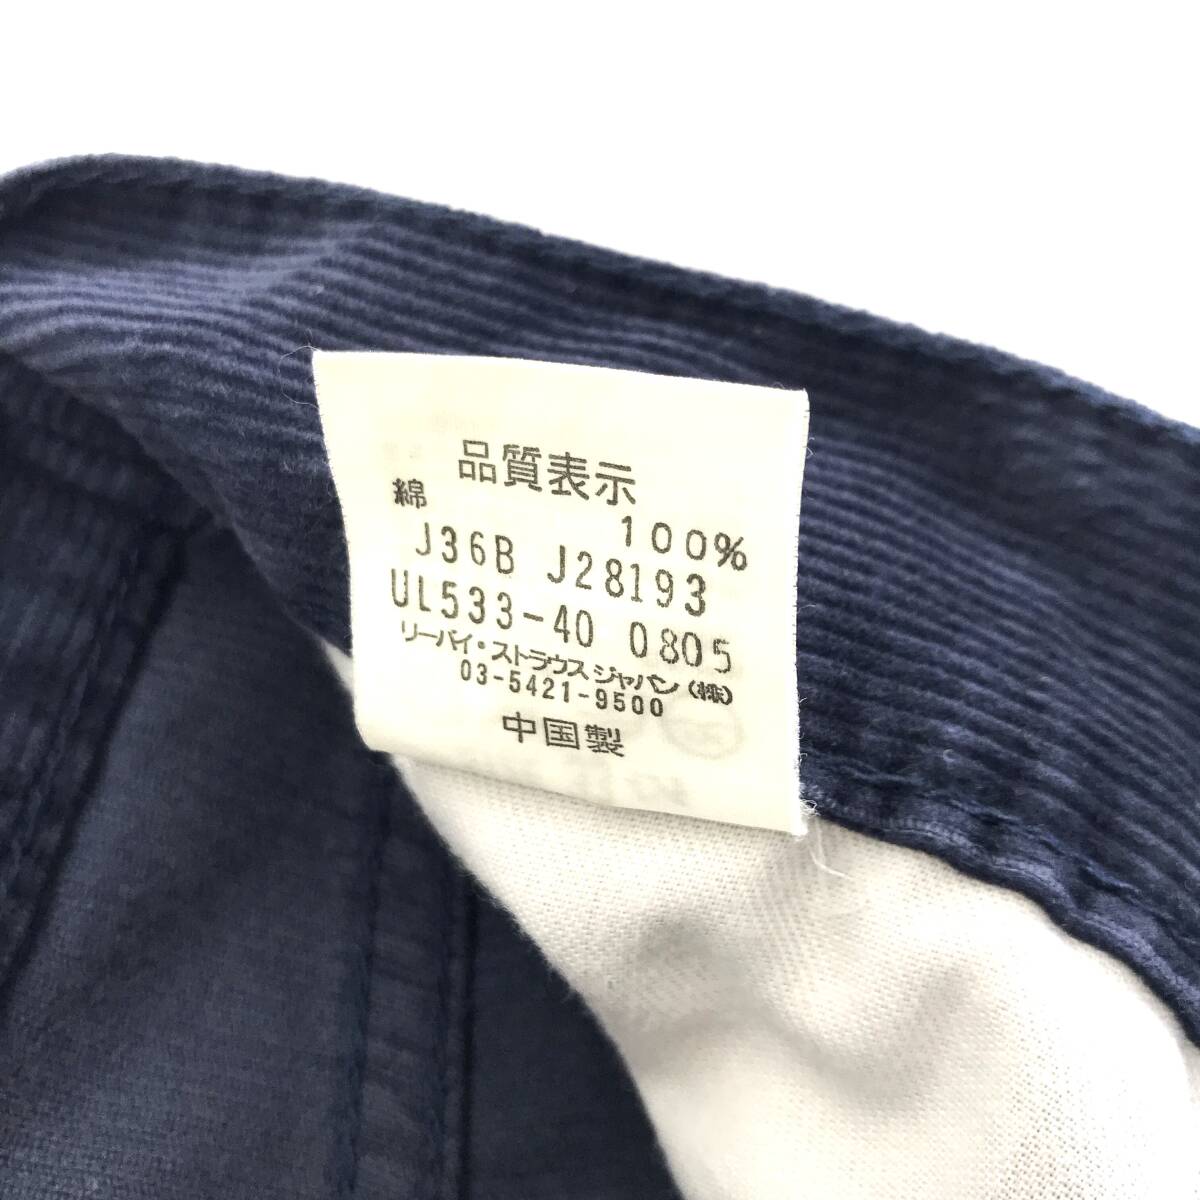 品質表示
綿 100%
J36B J28193
UL533-40 0805
リーバイ・ストラウスジャパン(株)
03-5421-9500
中国製